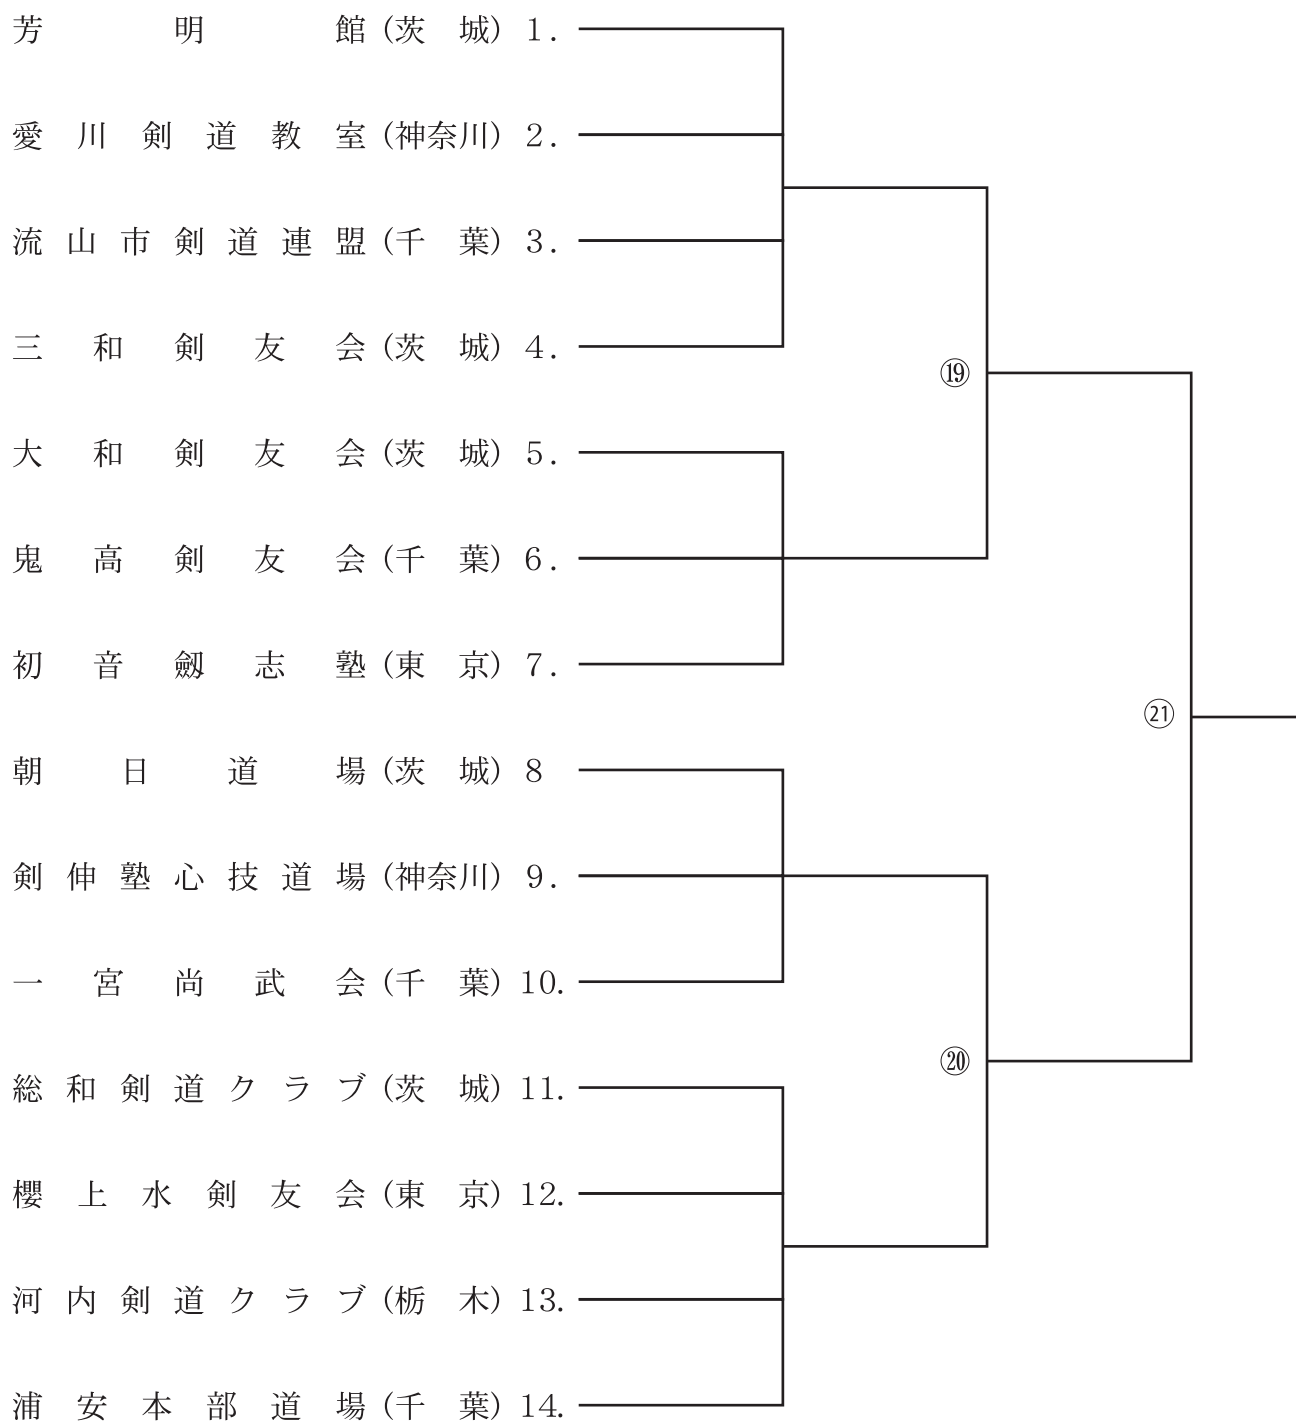 芳明館(茨城) 1.
愛川剣道教室(神奈川) 2.
流山市剣道連盟(千葉) 3.
三和剣友会(茨城) 4.
⑲
大和剣友会(茨城) 5.
鬼高剣友会(千葉) 6.
初音劔志塾(東京) 7.
㉑
朝日道場(茨城) 8
剣伸塾心技道場(神奈川) 9.
一宮尚武会(千葉) 10.
⑳
総和剣道クラブ(茨城) 11.
櫻上水剣友会(東京) 12.
河内剣道クラブ(栃木) 13.
浦安本部道場(千葉) 14.